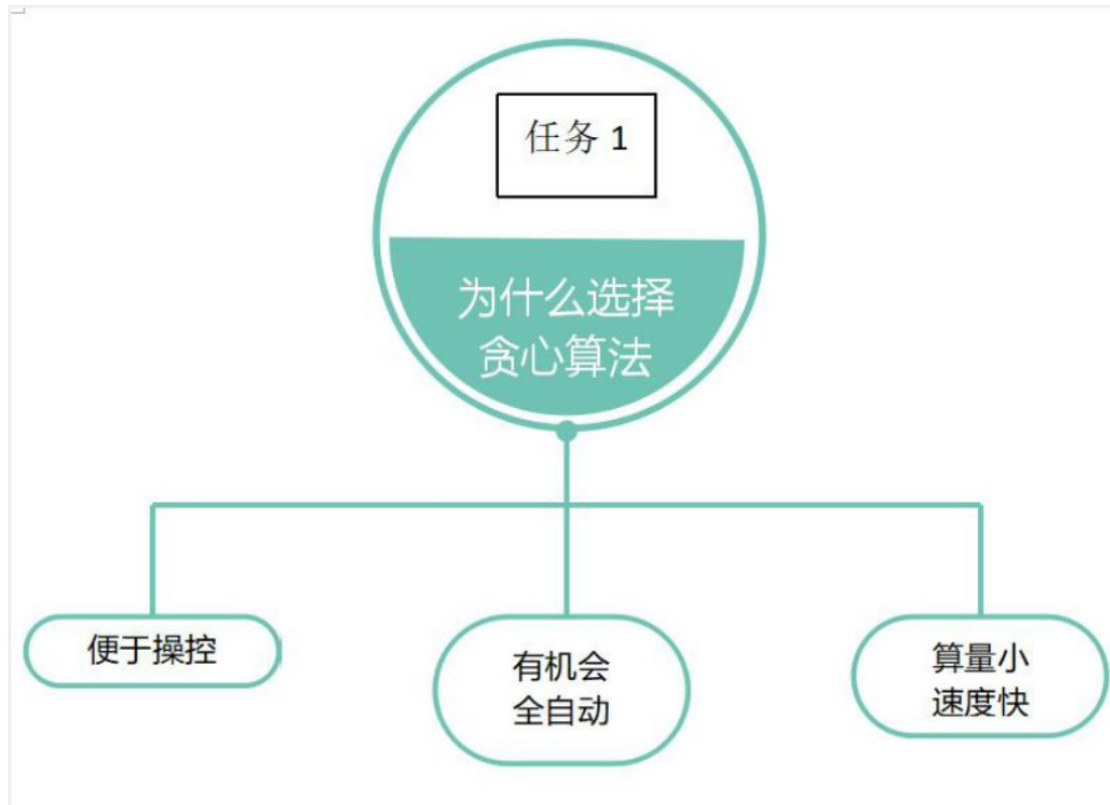 任务 1
为什么选择
贪心算法
便于操控
有机会
全自动
算量小
速度快